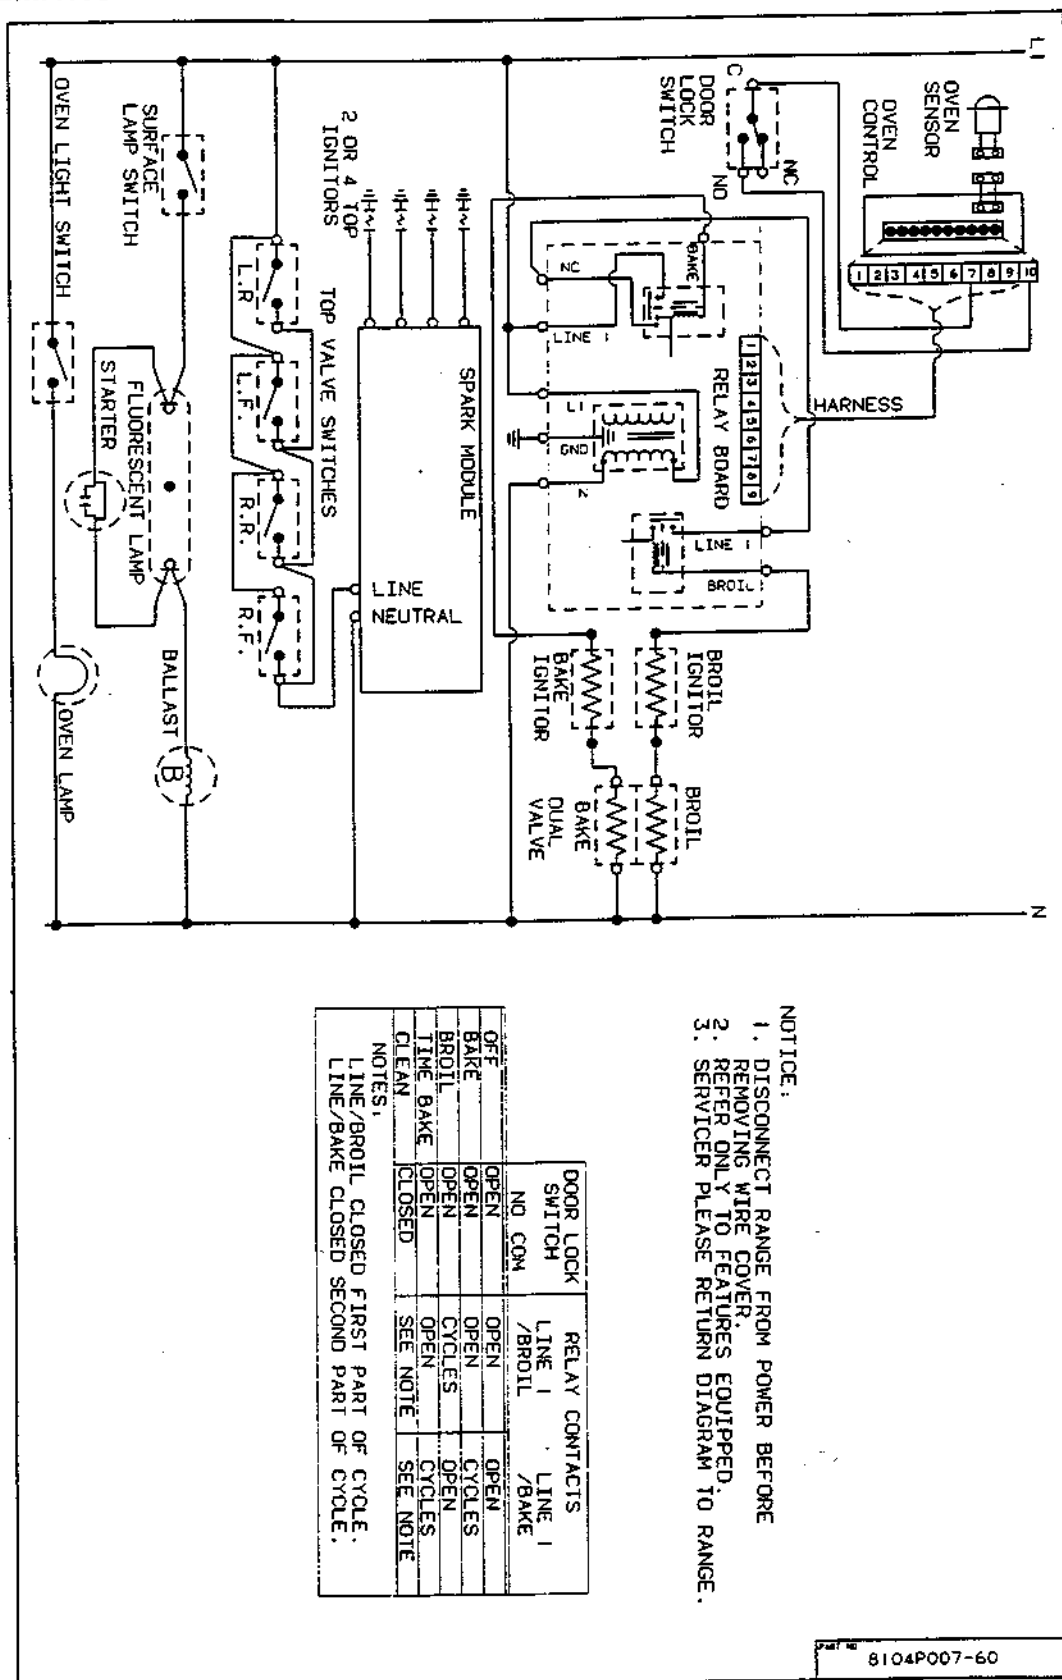 L1
N
OVEN
SENSOR
OVEN
CONTROL
1 2 3 4 5 6 7 8 9 10
DOOR
LOCK
SWITCH
C
NC
NO
HARNESS
BAKE
NC
LINE 1
RELAY BOARD
1 2 3 4 5 6 7 8 9
L1
GND
N
LINE 1
BROIL
BROIL
IGNITOR
BROIL
BAKE
IGNITOR
BAKE
DUAL
VALVE
2 OR 4 TOP
IGNITORS
SPARK MODULE
LINE
NEUTRAL
TOP VALVE SWITCHES
L.R
L.F.
R.R.
R.F.
SURFACE
LAMP SWITCH
FLUORESCENT LAMP
STARTER
BALLAST
B
OVEN LIGHT SWITCH
OVEN LAMP
NOTICE:
1. DISCONNECT RANGE FROM POWER BEFORE
REMOVING WIRE COVER.
2. REFER ONLY TO FEATURES EQUIPPED.
3. SERVICER PLEASE RETURN DIAGRAM TO RANGE.
DOOR LOCK SWITCH RELAY CONTACTS
NO COM LINE 1 /BROIL LINE 1 /BAKE
OFF OPEN OPEN OPEN
BAKE OPEN OPEN CYCLES
BROIL OPEN CYCLES OPEN
TIME BAKE OPEN OPEN CYCLES
CLEAN CLOSED SEE NOTE SEE NOTE
NOTES:
LINE/BROIL CLOSED FIRST PART OF CYCLE.
LINE/BAKE CLOSED SECOND PART OF CYCLE.
PART NO
8104P007-60